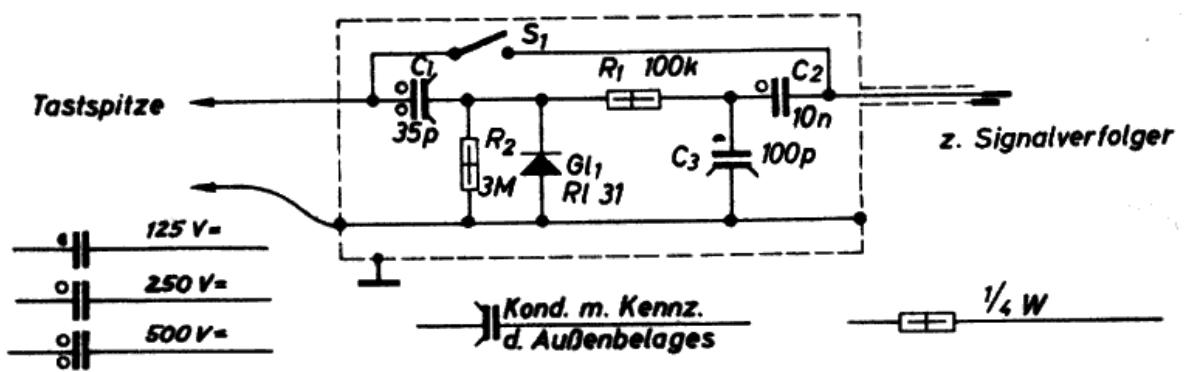 S1
C1
R1 100k
C2
Tastspitze
35p
R2
3M
Gl1
RI 31
C3
100p
10n
z. Signalverfolger
125 V=
250 V=
500 V=
Kond. m. Kennz.
d. Außenbelages
1/4 W